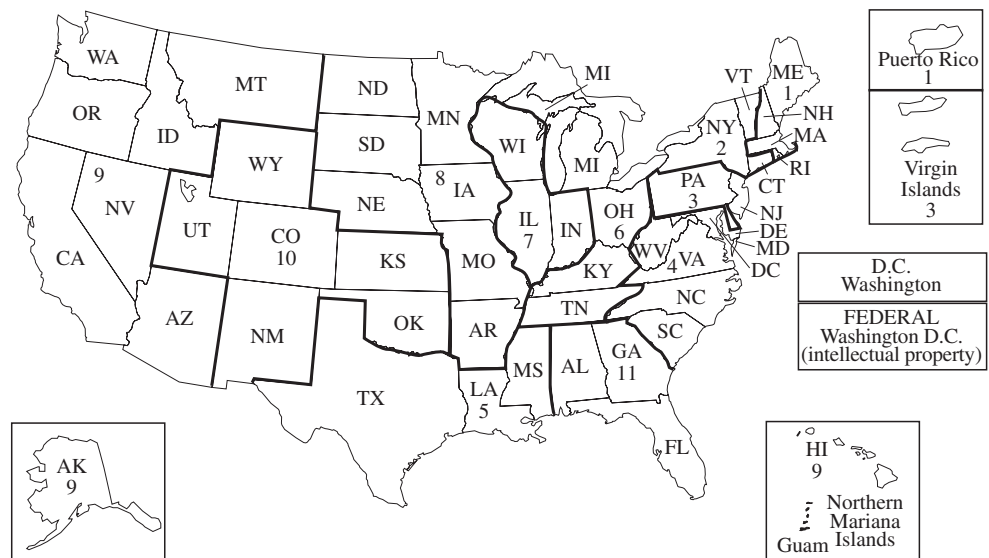 WA
MT
ND
MN
MI
VT
ME
1
Puerto Rico
1
OR
ID
SD
WI
MI
NY
2
NH
MA
RI
CT
WY
9
NV
8
IA
NE
PA
3
NJ
DE
MD
DC
Virgin
Islands
3
UT
CO
10
IL
7
IN
OH
6
WV
4
VA
CA
KS
MO
KY
D.C.
Washington
AZ
NM
OK
AR
TN
NC
SC
FEDERAL
Washington D.C.
(intellectual property)
TX
LA
5
MS
AL
GA
11
FL
AK
9
HI
9
Northern
Mariana
Islands
Guam